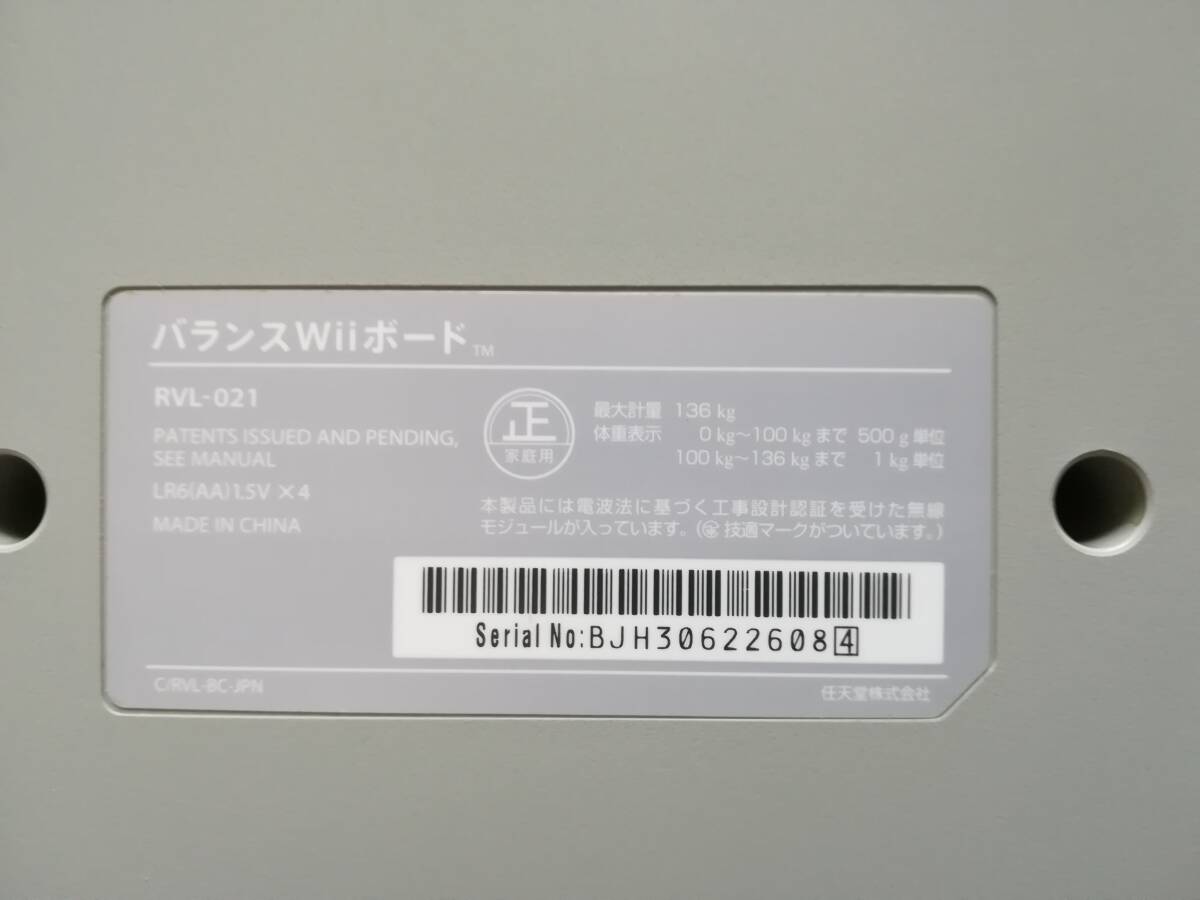 バランスWiiボード™
RVL-021
PATENTS ISSUED AND PENDING,
SEE MANUAL
LR6(AA)1.5V ×4
MADE IN CHINA
正
家庭用
最大計量 136 kg
体重表示 0 kg～100 kgまで 500 g 単位
100 kg～136 kgまで 1 kg 単位
本製品には電波法に基づく工事設計認証を受けた無線
モジュールが入っています。( 技適マークがついています。)
Serial No:BJH306226084
C/RVL-BC-JPN
任天堂株式会社